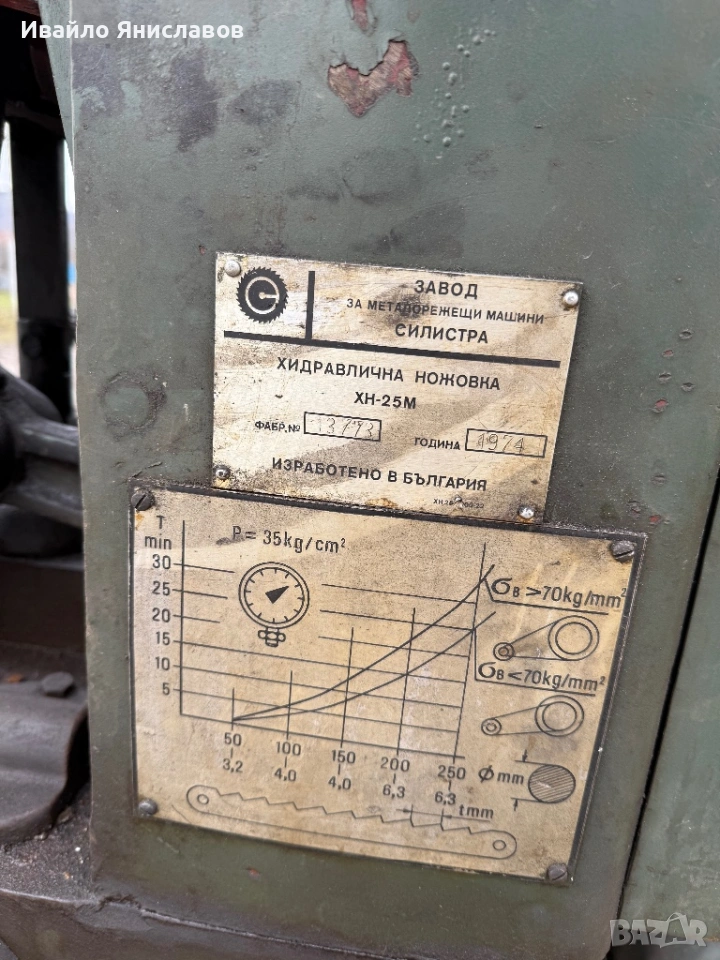 Ивайло Яниславов
ЗАВОД
ЗА МЕТАЛОРЕЖЕЩИ МАШИНИ
СИЛИСТРА
ХИДРАВЛИЧНА НОЖОВКА
ХН-25М
ФАБР.№ 13773 ГОДИНА 1974
ИЗРАБОТЕНО В БЪЛГАРИЯ
T
min
P = 35kg/cm²
30
25
20
15
10
5
σв >70kg/mm²
σв ≤70kg/mm²
50 100 150 200 250 ϕ mm
3,2 4,0 4,0 6,3 6,3
t mm
BAZAR